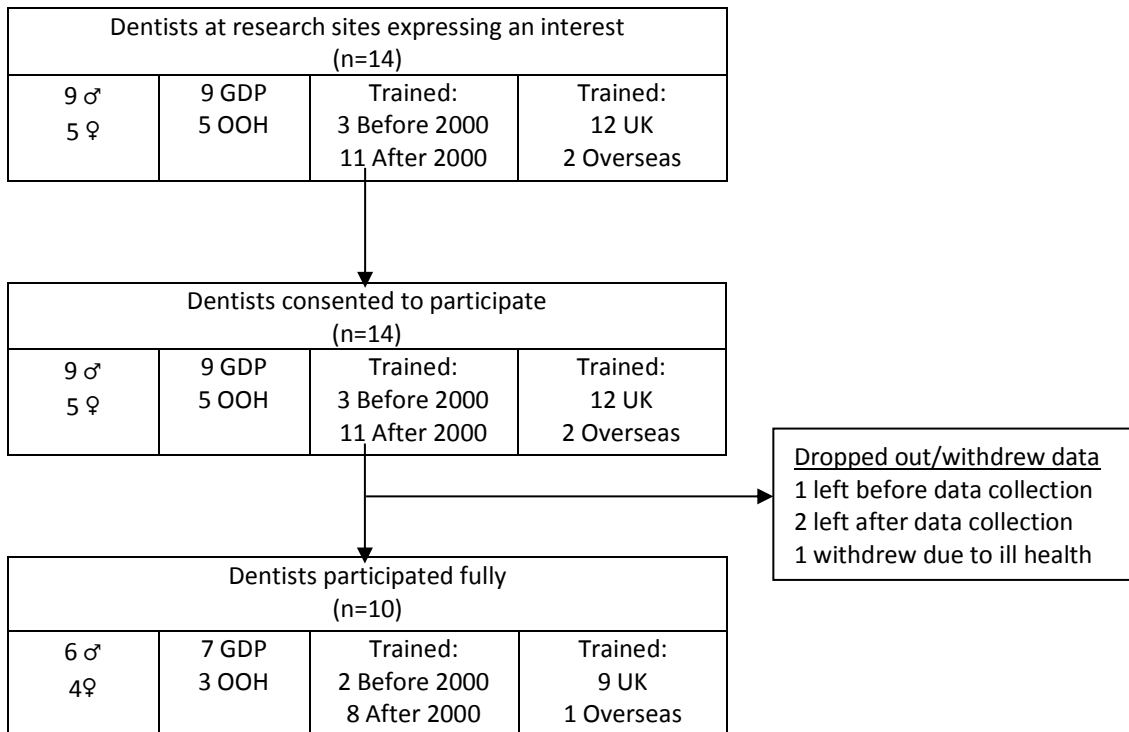 Dentists at research sites expressing an interest
(n=14)
9 ♂
5 ♀
9 GDP
5 OOH
Trained:
3 Before 2000
11 After 2000
Trained:
12 UK
2 Overseas
Dentists consented to participate
(n=14)
9 ♂
5 ♀
9 GDP
5 OOH
Trained:
3 Before 2000
11 After 2000
Trained:
12 UK
2 Overseas
Dropped out/withdrew data
1 left before data collection
2 left after data collection
1 withdrew due to ill health
Dentists participated fully
(n=10)
6 ♂
4♀
7 GDP
3 OOH
Trained:
2 Before 2000
8 After 2000
Trained:
9 UK
1 Overseas